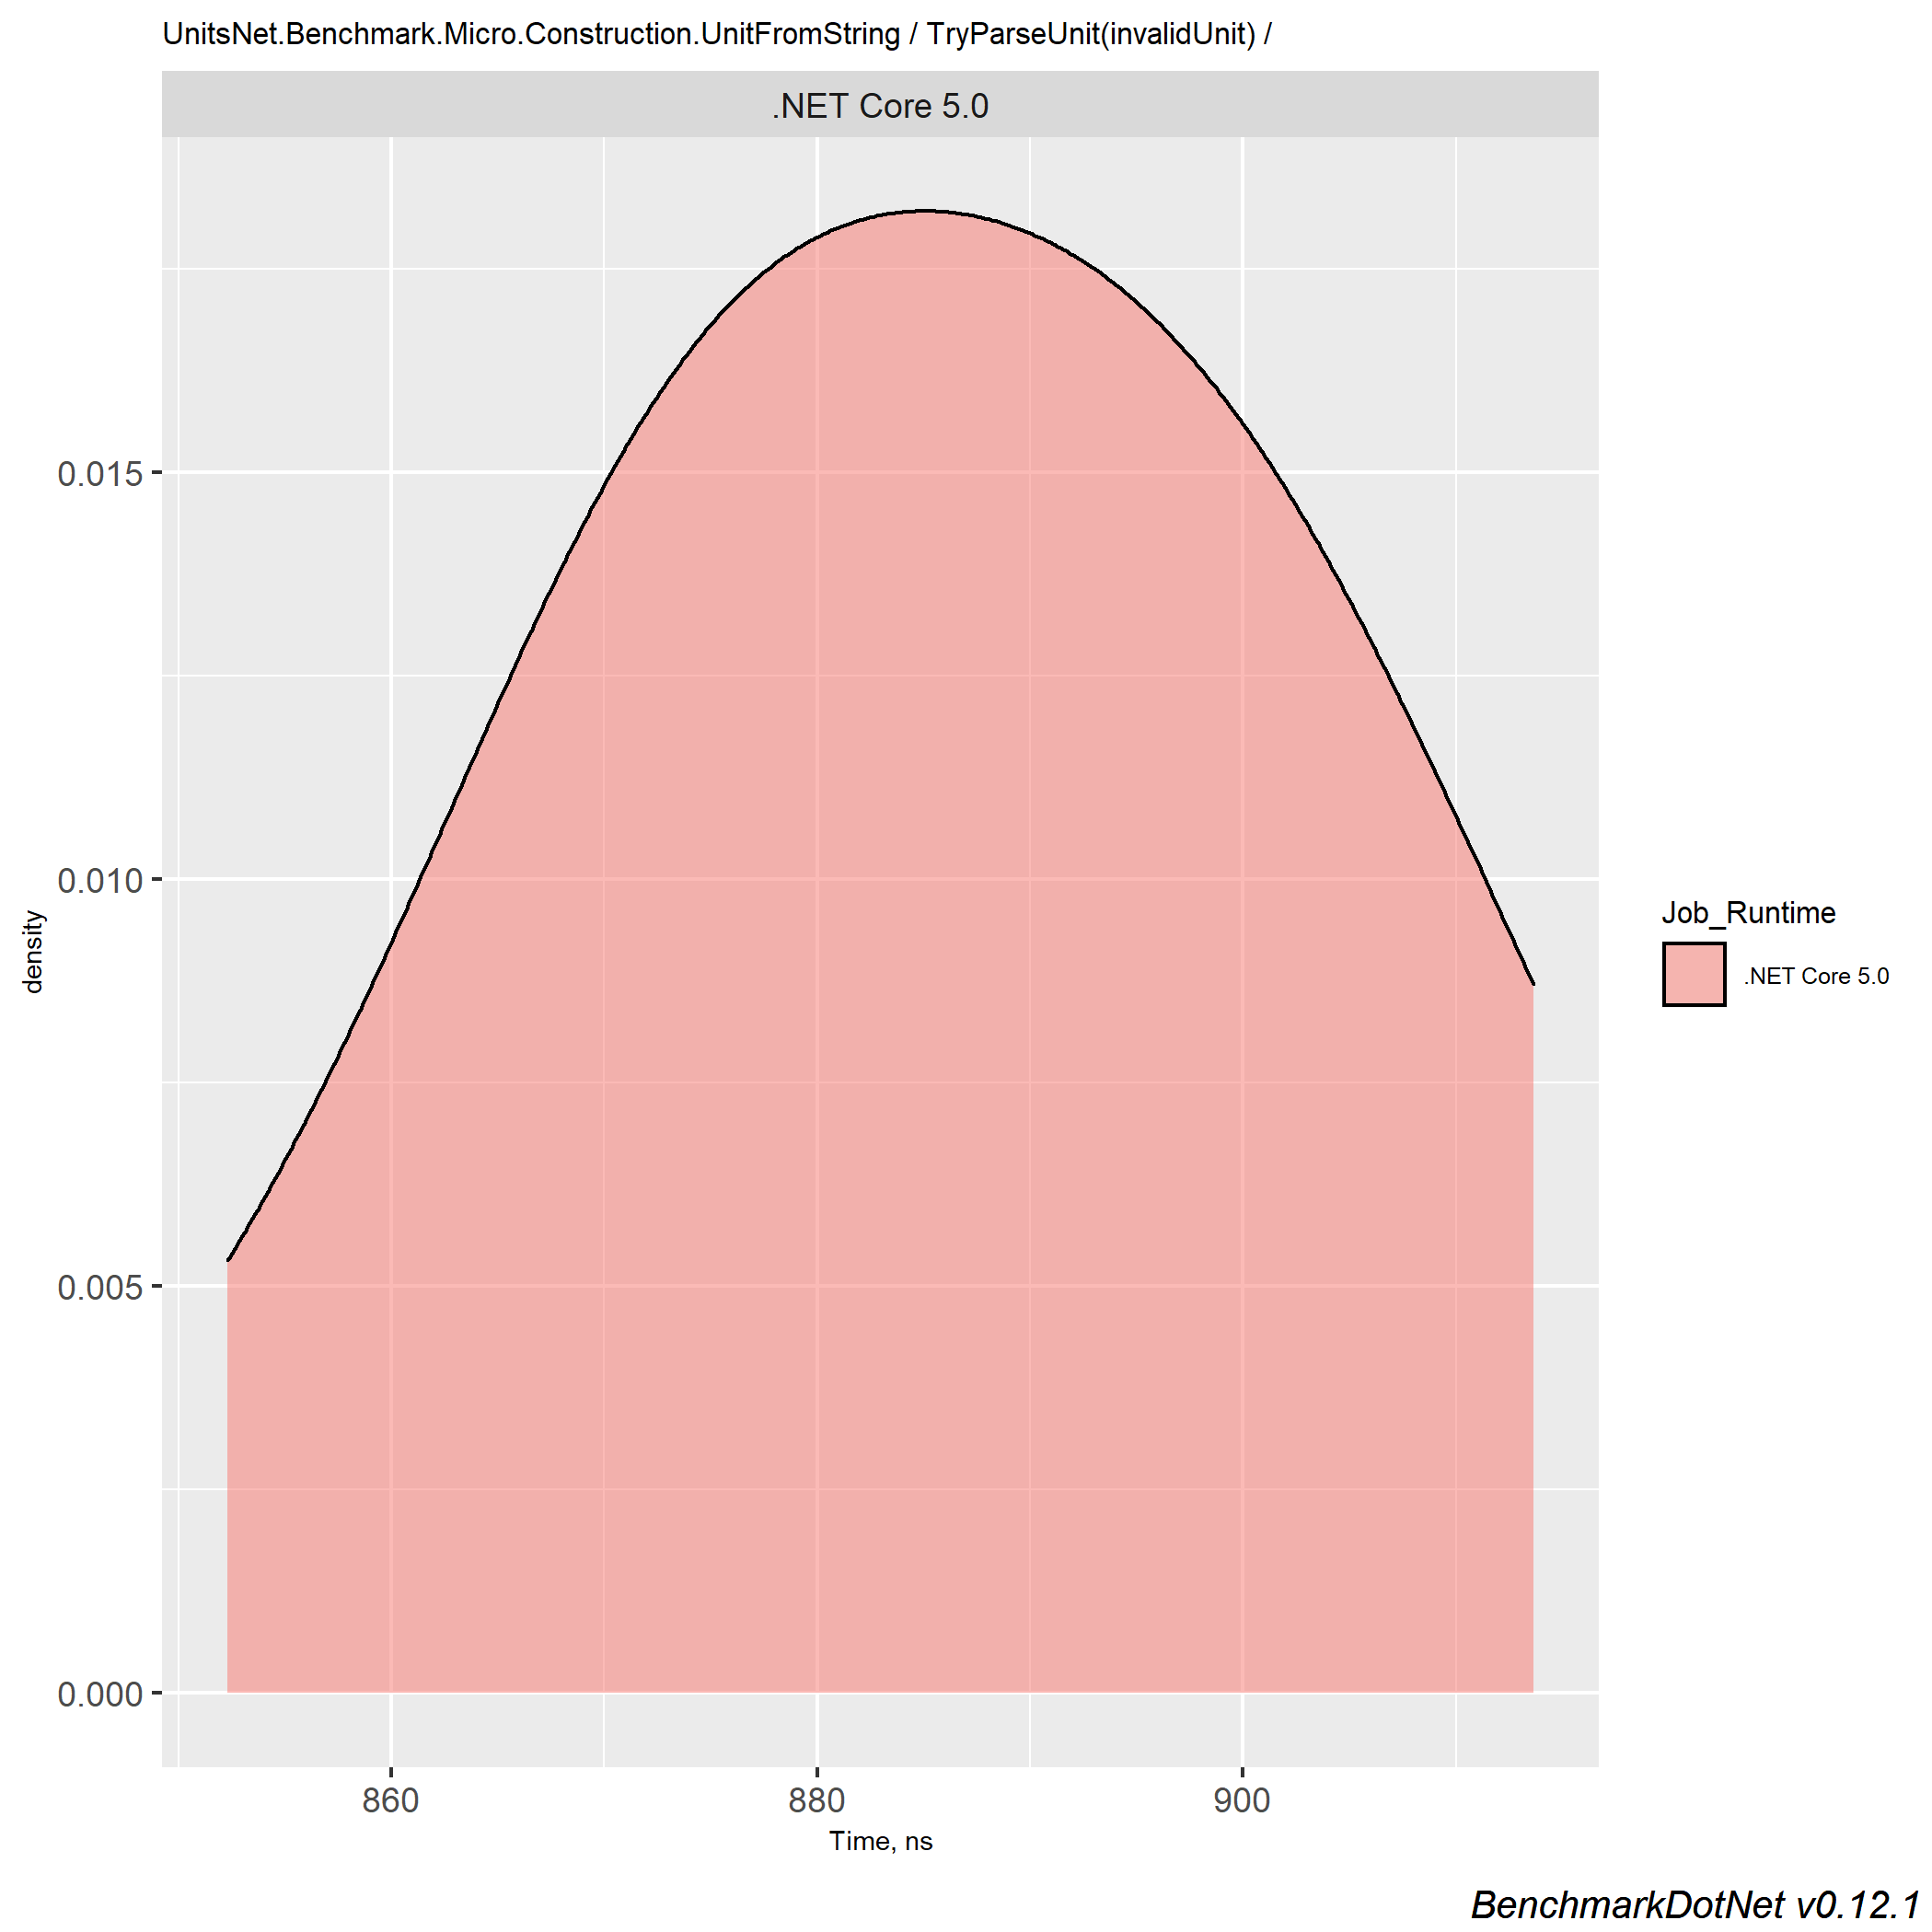 UnitsNet.Benchmark.Micro.Construction.UnitFromString / TryParseUnit(invalidUnit) /
.NET Core 5.0
0.015
0.010
0.005
0.000
density
860 880 900
Time, ns
Job_Runtime
.NET Core 5.0
BenchmarkDotNet v0.12.1